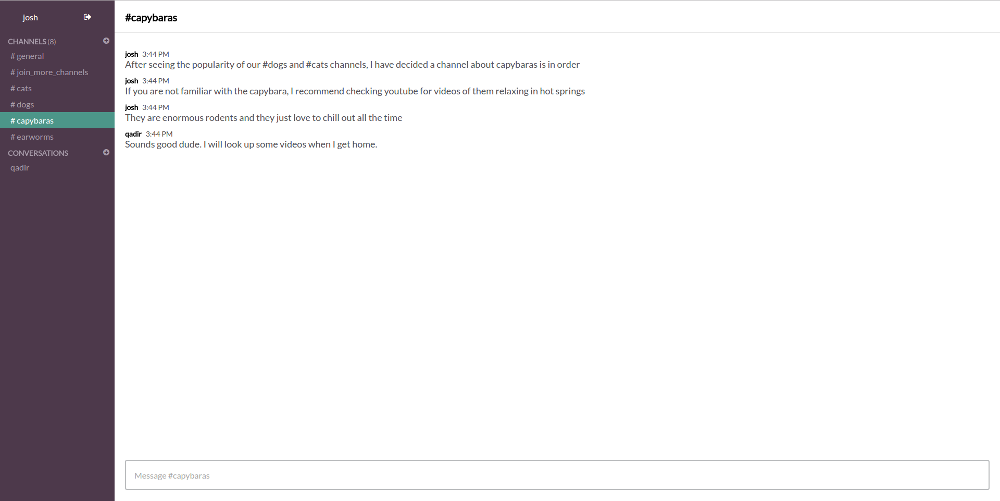 josh
CHANNELS (8)
# general
# join_more_channels
# cats
# dogs
# capybaras
# earworms
CONVERSATIONS
qadir
#capybaras
josh 3:44 PM
After seeing the popularity of our #dogs and #cats channels, I have decided a channel about capybaras is in order
josh 3:44 PM
If you are not familiar with the capybara, I recommend checking youtube for videos of them relaxing in hot springs
josh 3:44 PM
They are enormous rodents and they just love to chill out all the time
qadir 3:44 PM
Sounds good dude. I will look up some videos when I get home.
Message #capybaras